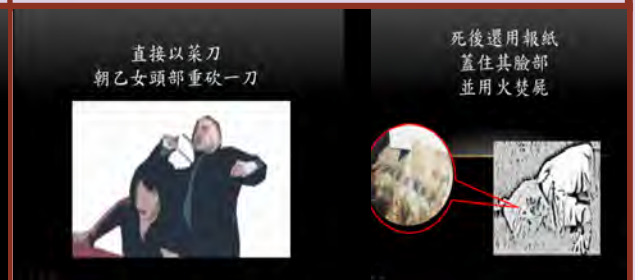 直接以菜刀
朝乙女頭部重砍一刀
死後還用報紙
蓋住其臉部
並用火焚屍